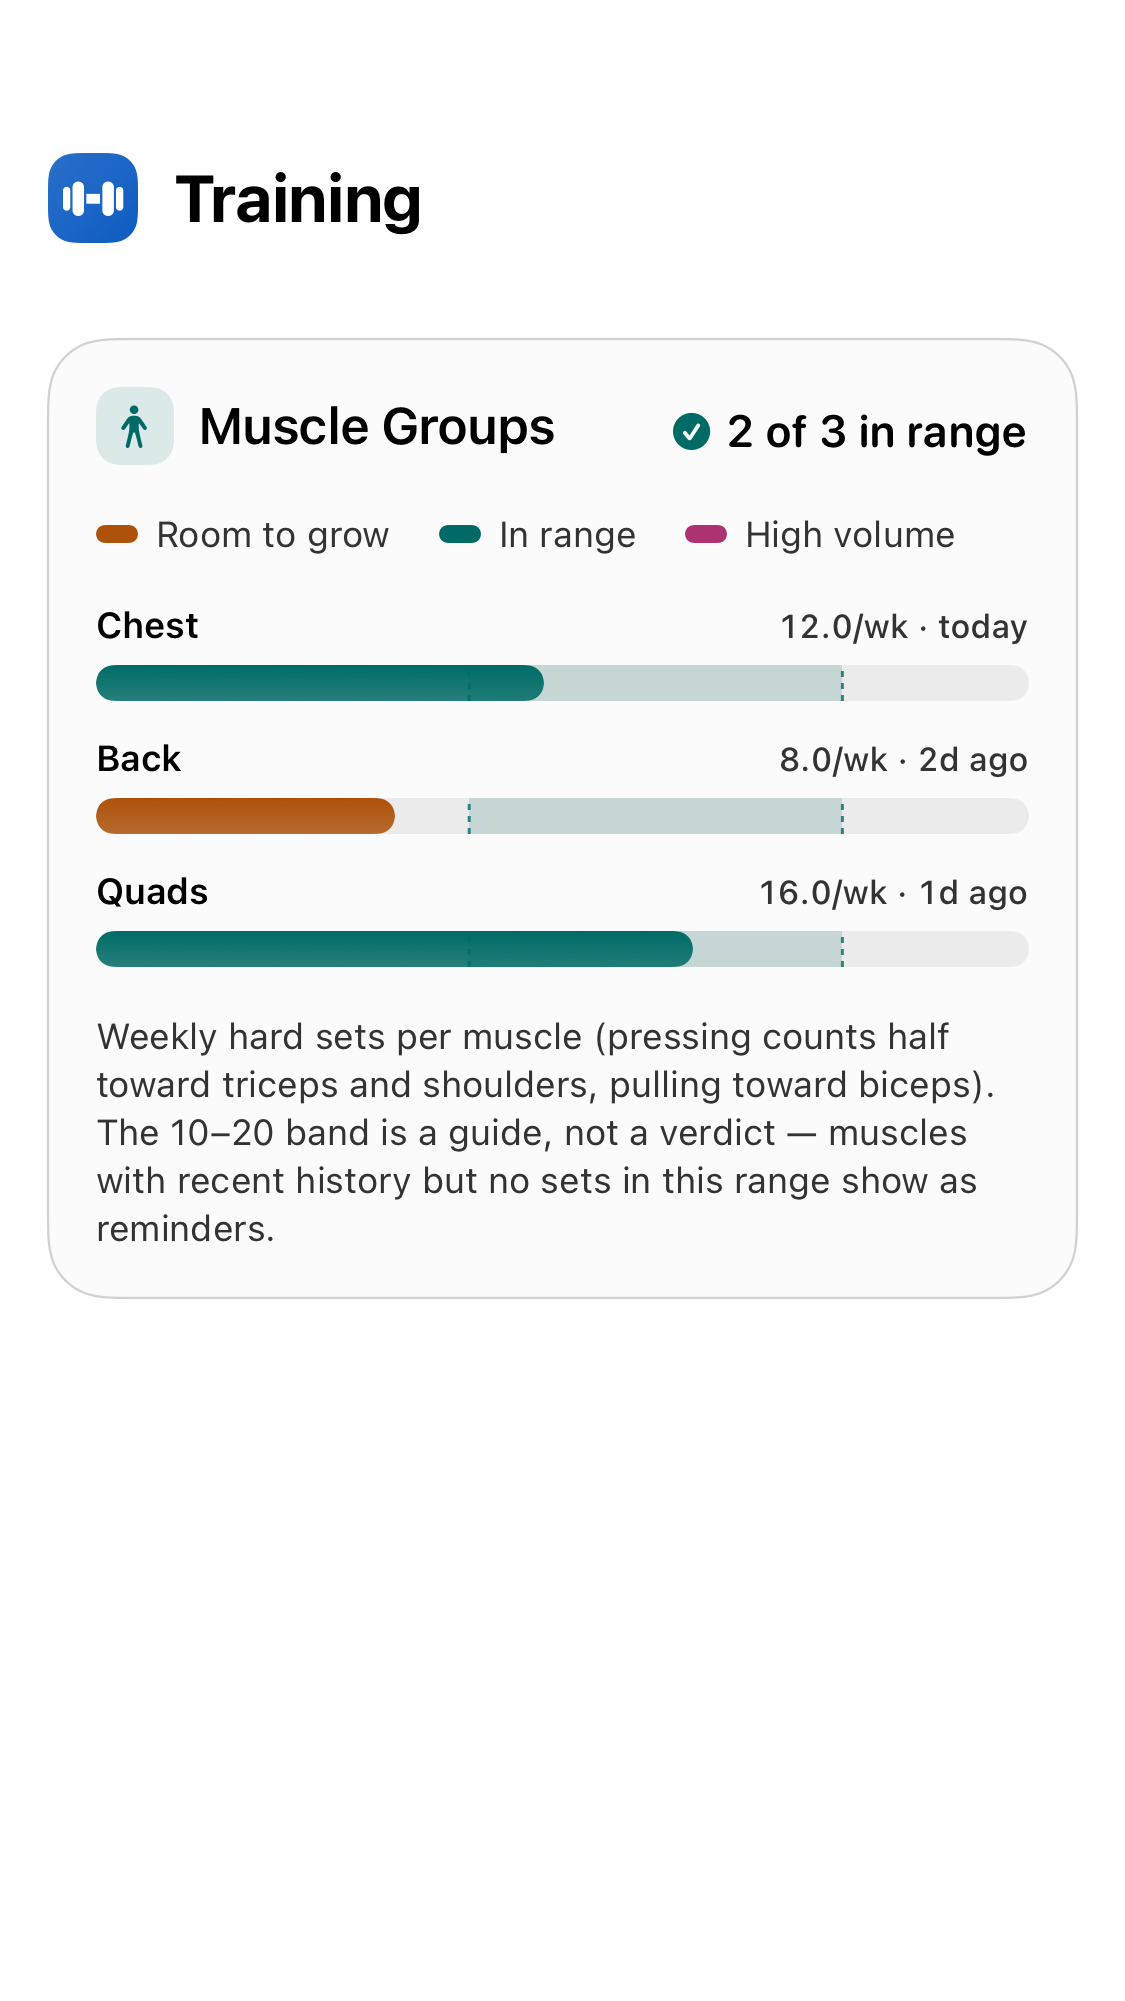 Training
Muscle Groups
2 of 3 in range
Room to grow
In range
High volume
Chest
12.0/wk · today
Back
8.0/wk · 2d ago
Quads
16.0/wk · 1d ago
Weekly hard sets per muscle (pressing counts half
toward triceps and shoulders, pulling toward biceps).
The 10–20 band is a guide, not a verdict — muscles
with recent history but no sets in this range show as
reminders.